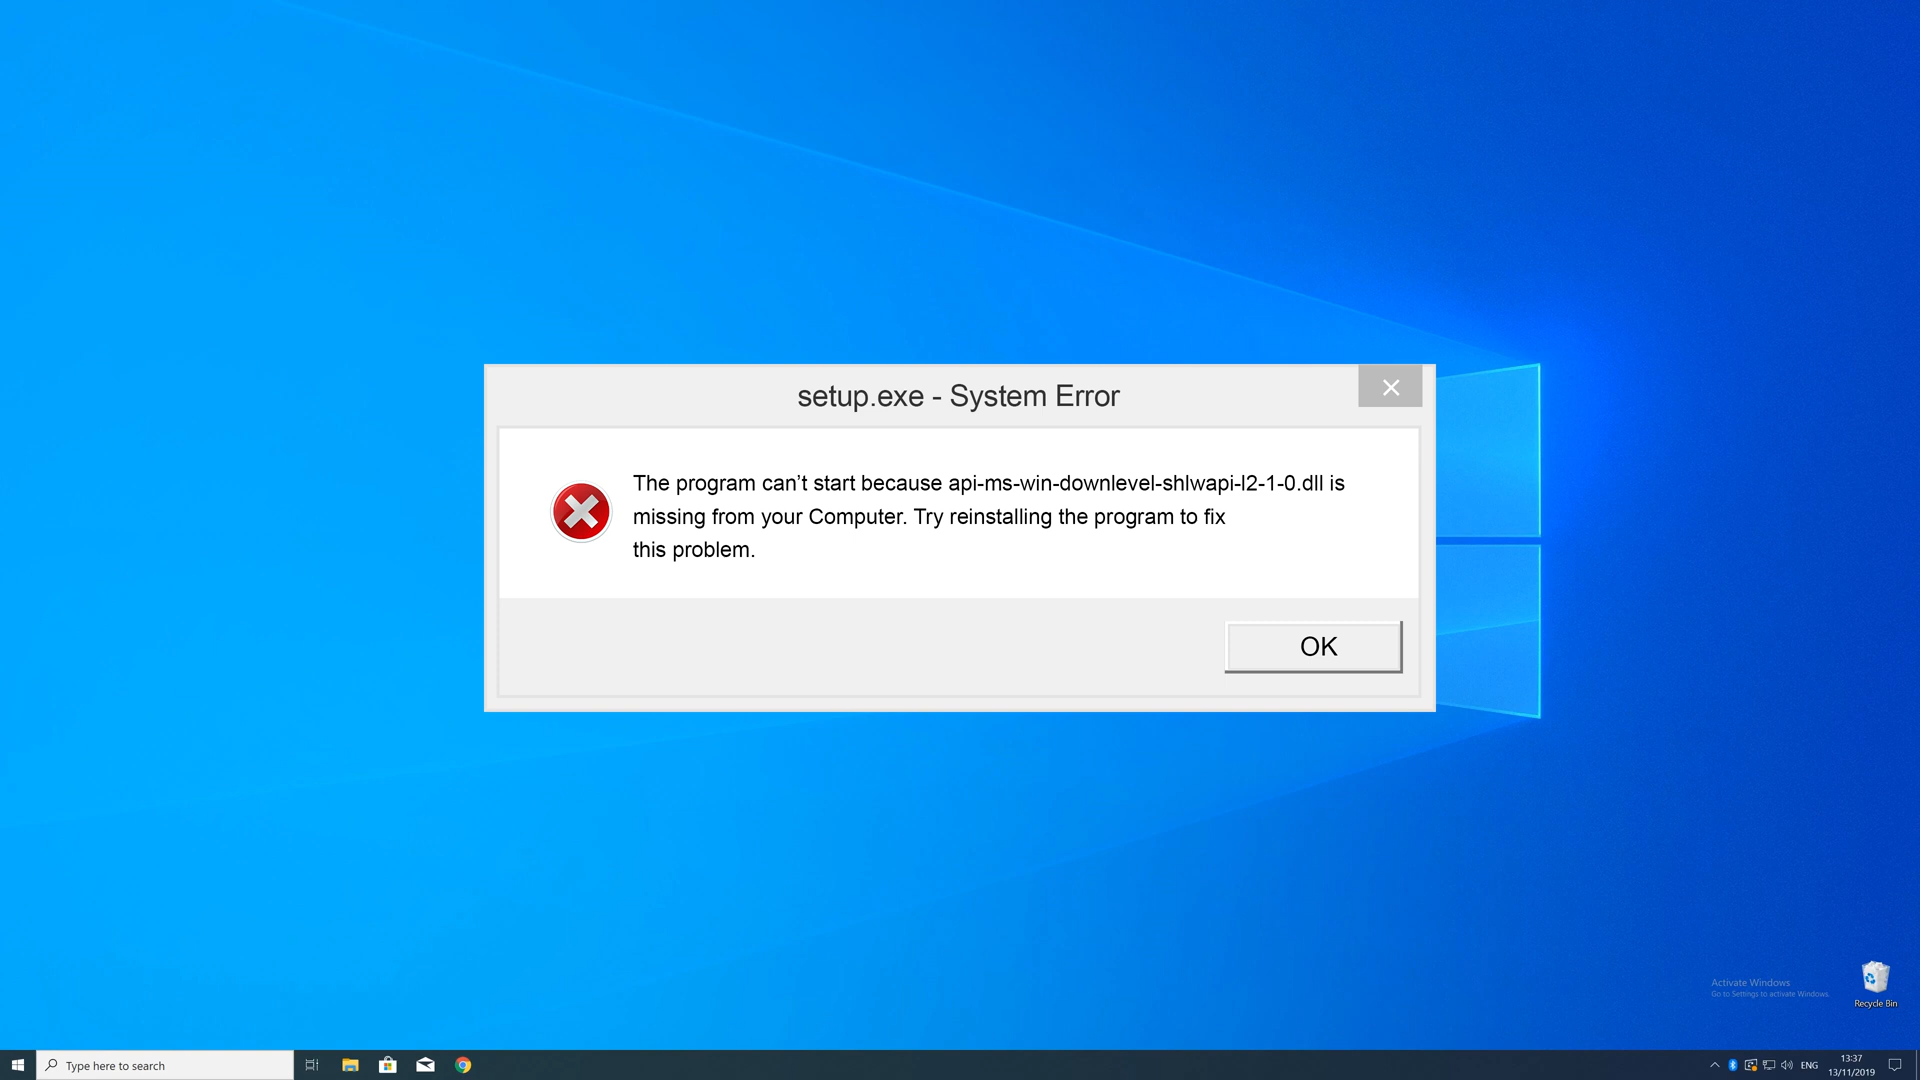 setup.exe - System Error
The program can’t start because api-ms-win-downlevel-shlwapi-l2-1-0.dll is
missing from your Computer. Try reinstalling the program to fix
this problem.
OK
Activate Windows
Go to Settings to activate Windows.
Recycle Bin
Type here to search
ENG
13:37
13/11/2019